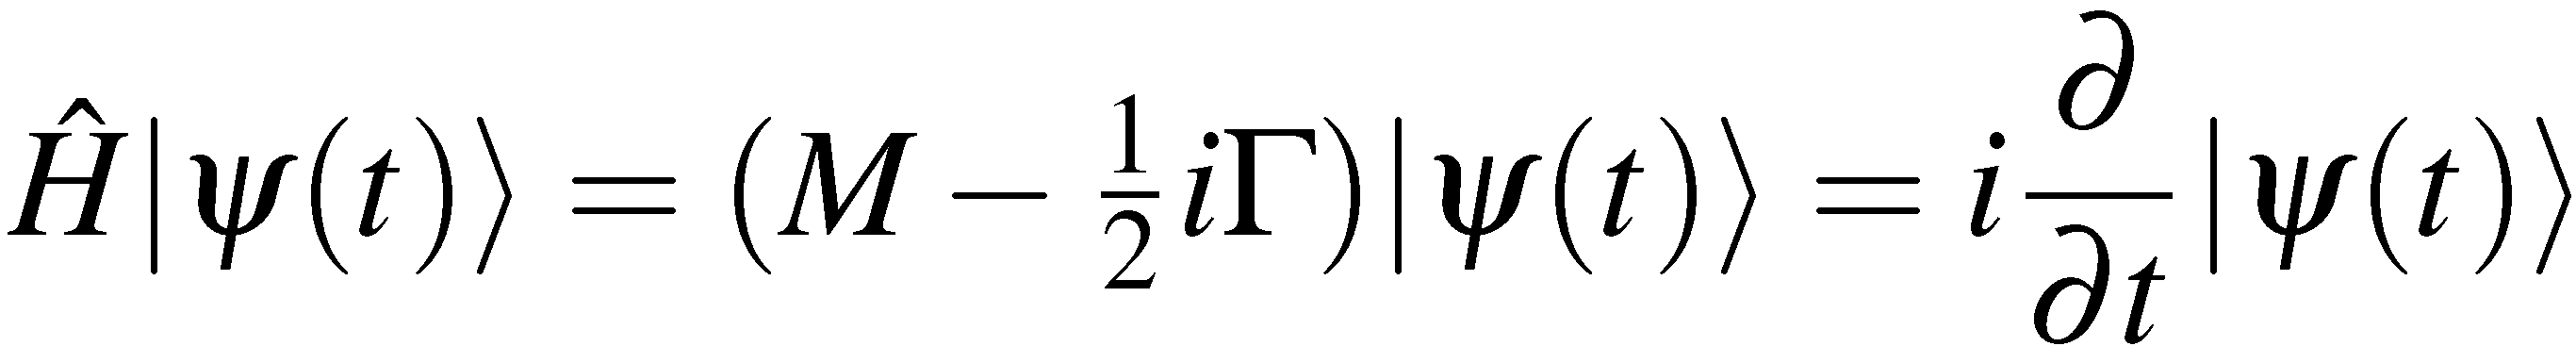 Ĥ|ψ(t)⟩ = (M − ½iΓ)|ψ(t)⟩ = i ∂/∂t |ψ(t)⟩